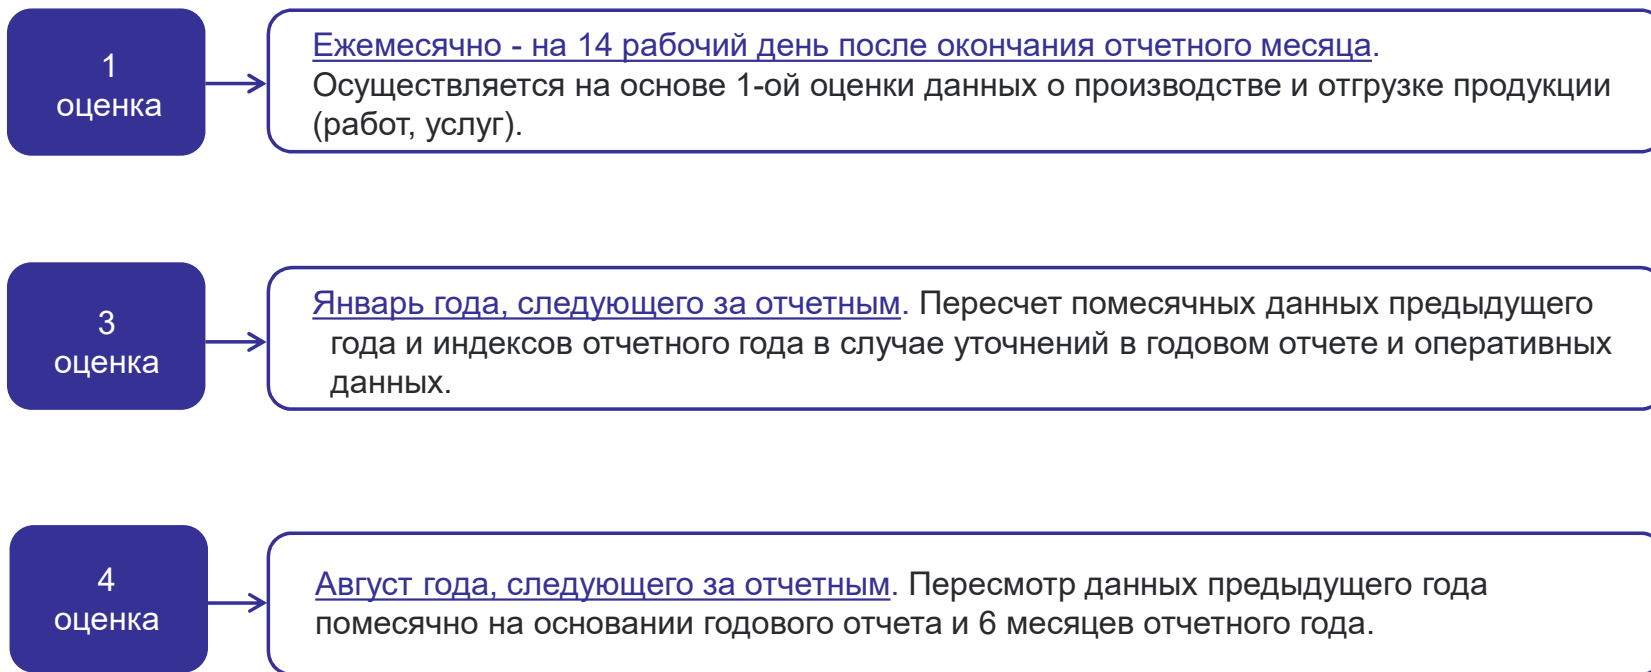 1
оценка
Ежемесячно - на 14 рабочий день после окончания отчетного месяца.
Осуществляется на основе 1-ой оценки данных о производстве и отгрузке продукции
(работ, услуг).
3
оценка
Январь года, следующего за отчетным. Пересчет помесячных данных предыдущего
года и индексов отчетного года в случае уточнений в годовом отчете и оперативных
данных.
4
оценка
Август года, следующего за отчетным. Пересмотр данных предыдущего года
помесячно на основании годового отчета и 6 месяцев отчетного года.